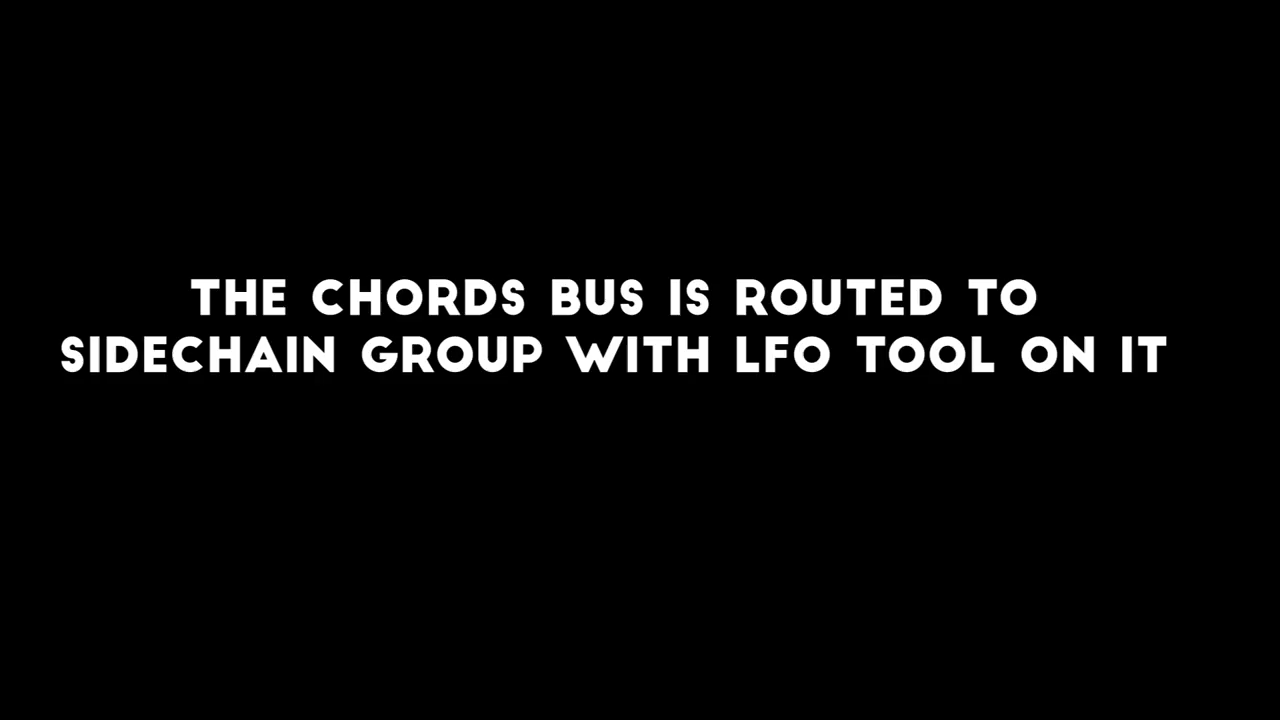 THE CHORDS BUS IS ROUTED TO
SIDECHAIN GROUP WITH LFO TOOL ON IT